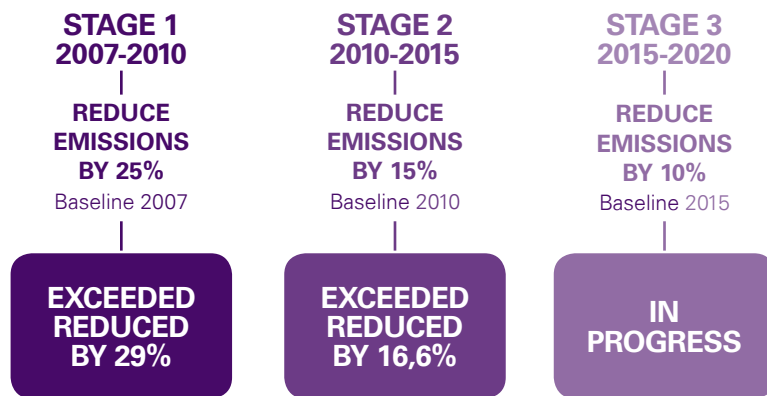 STAGE 1
2007-2010
REDUCE
EMISSIONS
BY 25%
Baseline 2007
EXCEEDED
REDUCED
BY 29%
STAGE 2
2010-2015
REDUCE
EMISSIONS
BY 15%
Baseline 2010
EXCEEDED
REDUCED
BY 16,6%
STAGE 3
2015-2020
REDUCE
EMISSIONS
BY 10%
Baseline 2015
IN
PROGRESS